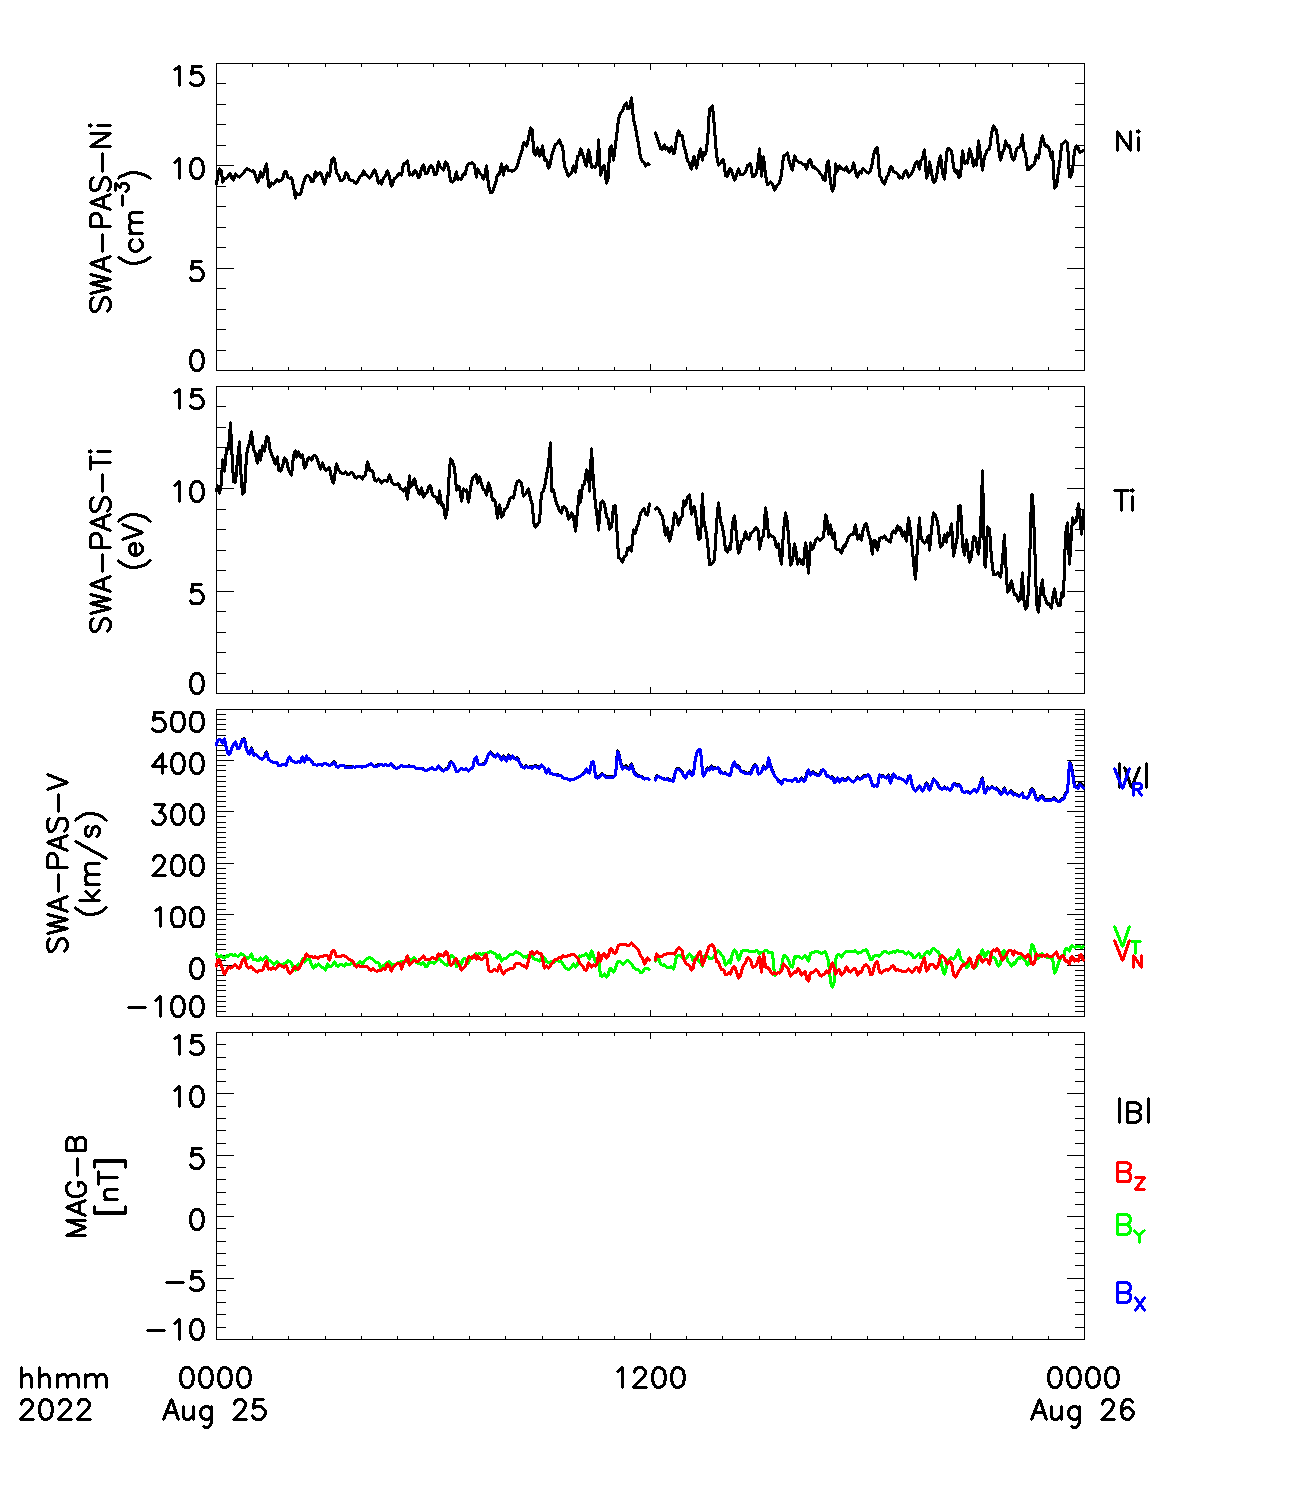 SWA-PAS-Ni
(cm⁻³)
15
10
5
0
Ni
SWA-PAS-Ti
(eV)
15
10
5
0
Ti
SWA-PAS-V
(km/s)
500
400
300
200
100
0
-100
|V|
V_R
V_T
V_N
MAG-B
[nT]
15
10
5
0
-5
-10
|B|
B_Z
B_Y
B_X
hhmm 0000 1200 0000
2022 Aug 25 Aug 26